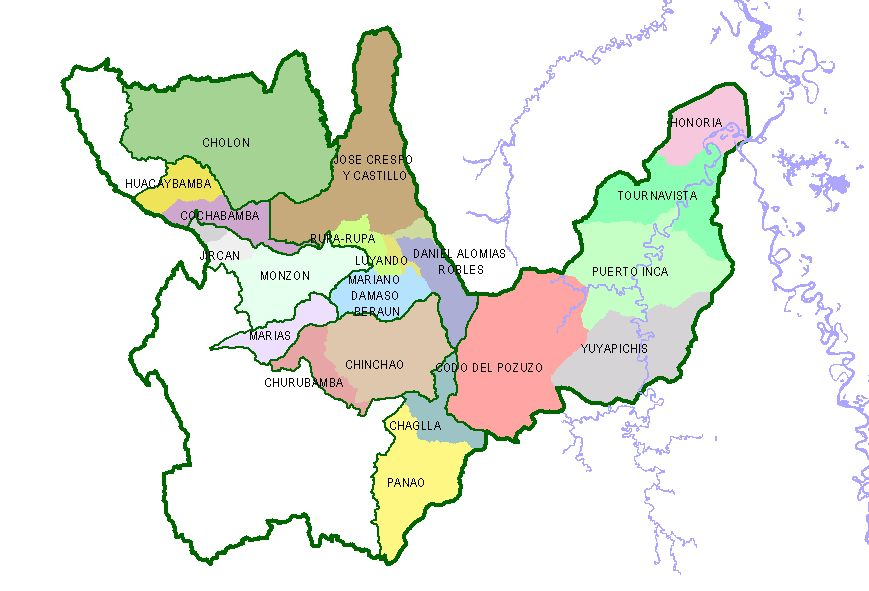 HONORIA
CHOLON
JOSE CRESPO
Y CASTILLO
HUACAYBAMBA
TOURNAVISTA
COCHABAMBA
RUPA-RUPA
JIRCAN
LUYANDO
DANIEL ALOMIAS
ROBLES
MONZON
PUERTO INCA
MARIANO
DAMASO
BERAUN
MARIAS
YUYAPICHIS
CHINCHAO
CODO DEL POZUZO
CHURUBAMBA
CHAGLLA
PANAO